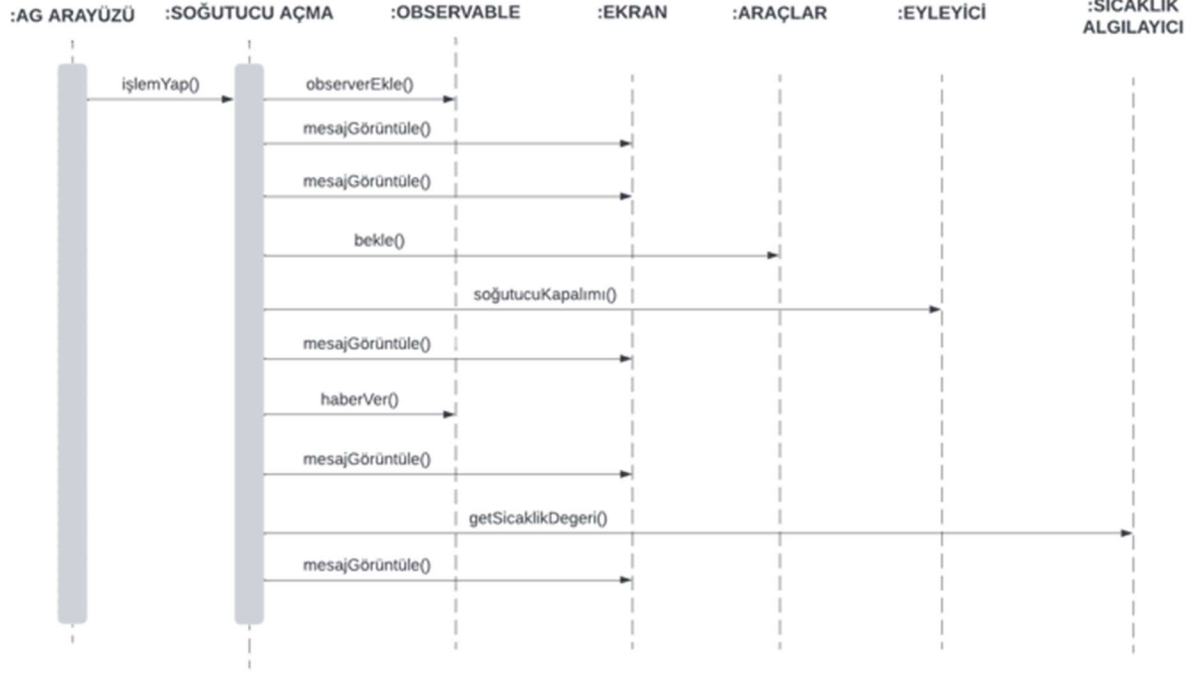 :AG ARAYÜZÜ
:SOĞUTUCU AÇMA
:OBSERVABLE
:EKRAN
:ARAÇLAR
:EYLEYİCİ
:SICAKLIK
ALGILAYICI
işlemYap()
observerEkle()
mesajGörüntüle()
mesajGörüntüle()
bekle()
soğutucuKapalımı()
mesajGörüntüle()
haberVer()
mesajGörüntüle()
getSicaklikDegeri()
mesajGörüntüle()